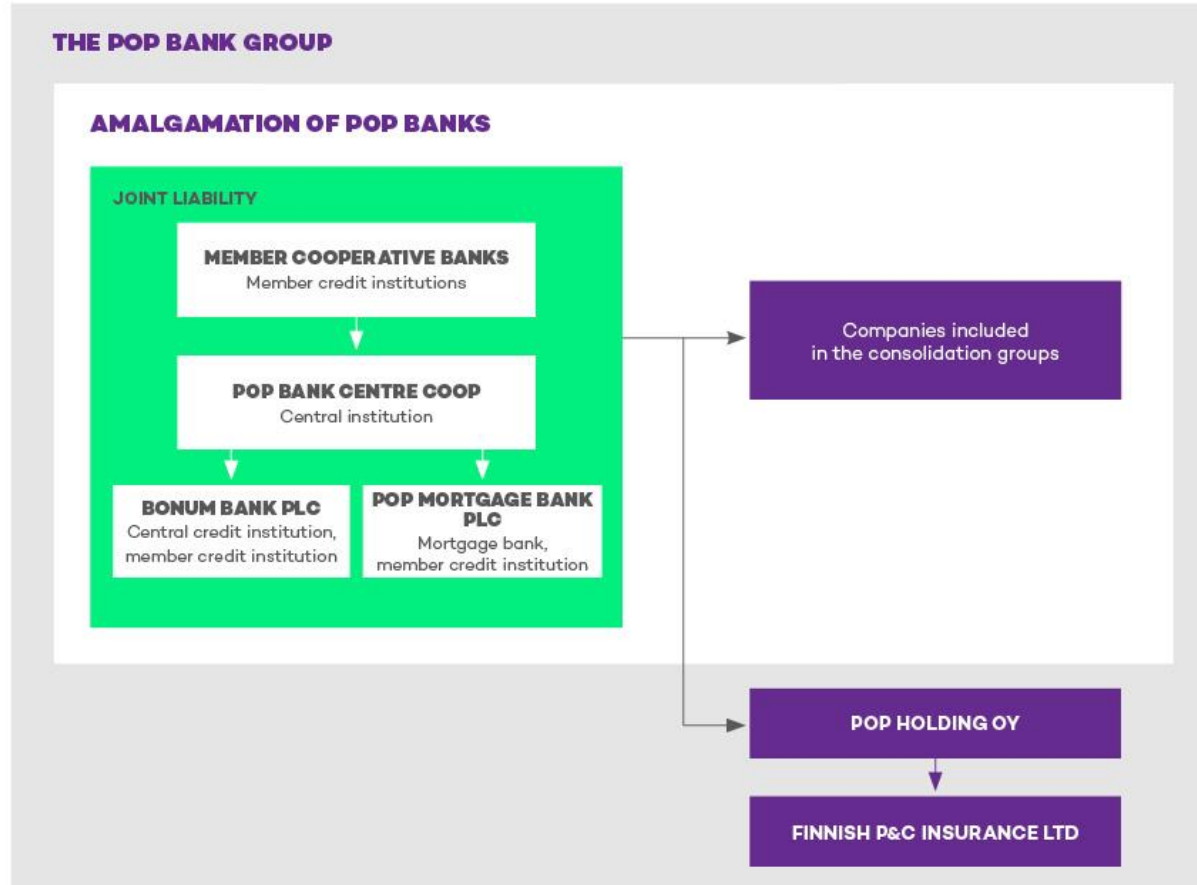 THE POP BANK GROUP
AMALGAMATION OF POP BANKS
JOINT LIABILITY
MEMBER COOPERATIVE BANKS
Member credit institutions
POP BANK CENTRE COOP
Central institution
BONUM BANK PLC
Central credit institution,
member credit institution
POP MORTGAGE BANK
PLC
Mortgage bank,
member credit institution
Companies included
in the consolidation groups
POP HOLDING OY
FINNISH P&C INSURANCE LTD